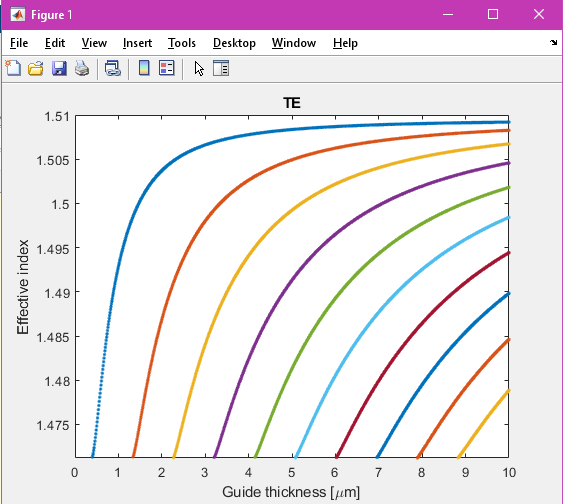 Figure 1
File Edit View Insert Tools Desktop Window Help
TE
1.51
1.505
1.5
1.495
1.49
1.485
1.48
1.475
Effective index
0 1 2 3 4 5 6 7 8 9 10
Guide thickness [μm]